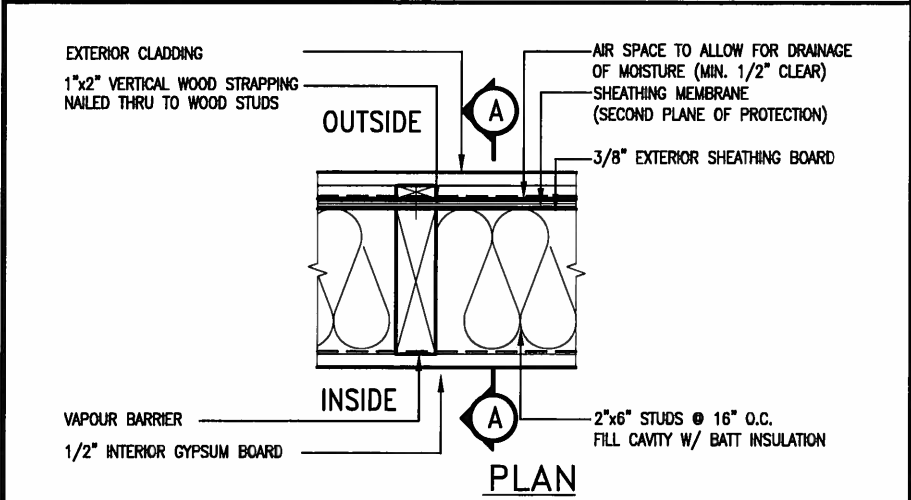 EXTERIOR CLADDING
1"x2" VERTICAL WOOD STRAPPING
NAILED THRU TO WOOD STUDS
AIR SPACE TO ALLOW FOR DRAINAGE
OF MOISTURE (MIN. 1/2" CLEAR)
SHEATHING MEMBRANE
(SECOND PLANE OF PROTECTION)
3/8" EXTERIOR SHEATHING BOARD
A
OUTSIDE
INSIDE
A
VAPOUR BARRIER
1/2" INTERIOR GYPSUM BOARD
2"x6" STUDS @ 16" O.C.
FILL CAVITY W/ BATT INSULATION
PLAN